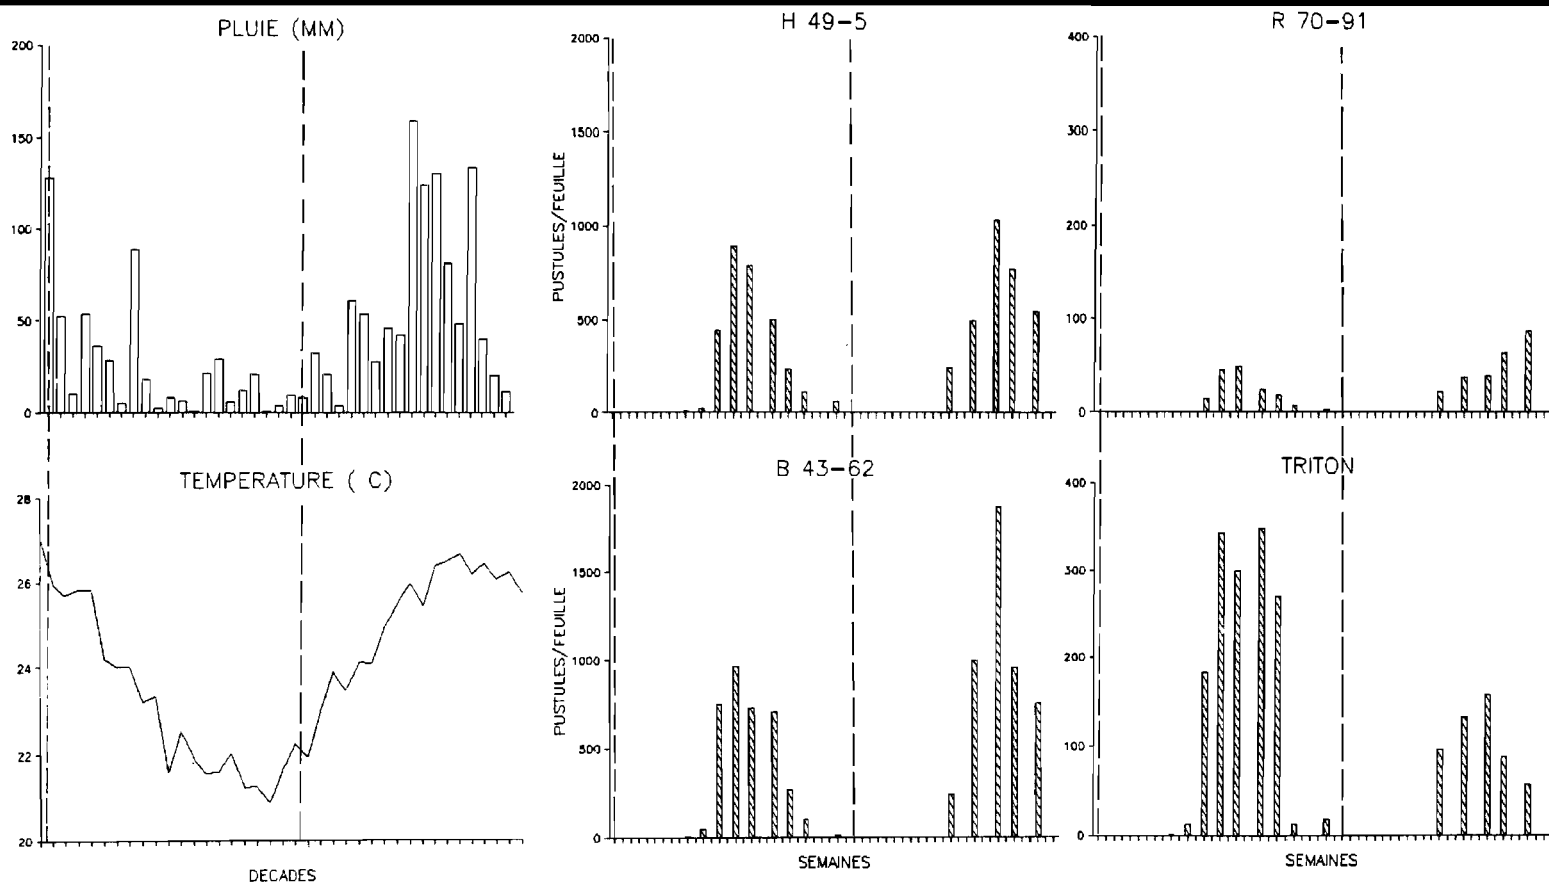 PLUIE (MM)
200
150
100
50
0
TEMPERATURE ( C)
28
26
24
22
20
DECADES
H 49-5
PUSTULES/FEUILLE
2000
1500
1000
500
0
B 43-62
PUSTULES/FEUILLE
2000
1500
1000
500
0
SEMAINES
R 70-91
400
300
200
100
0
TRITON
400
300
200
100
0
SEMAINES